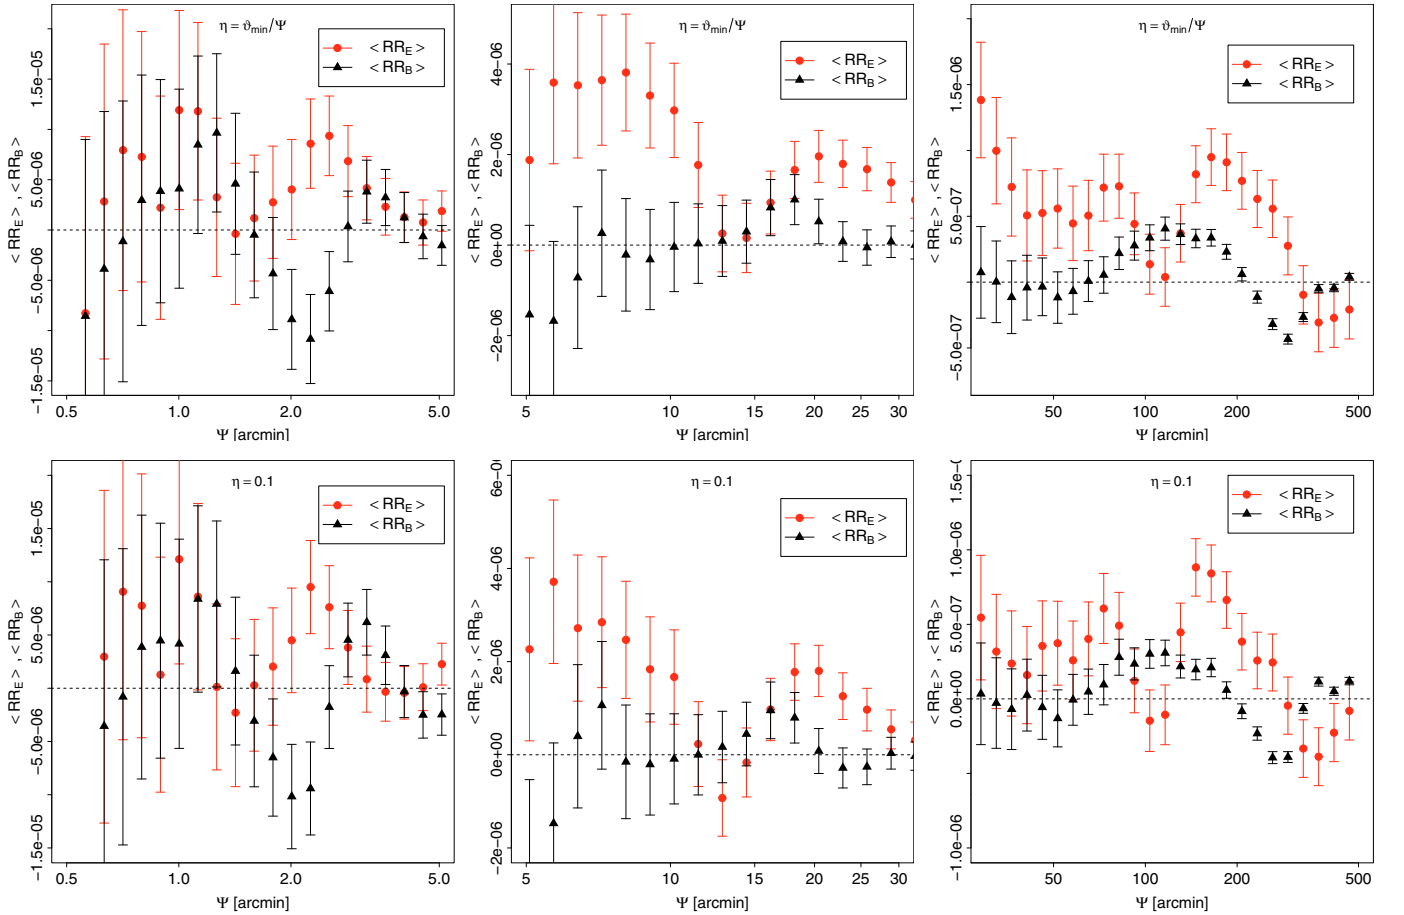 η = ϑmin/Ψ
< RRE >
< RRB >
< RRE > , < RRB >
1.5e−05
5.0e−06
−5.0e−06
−1.5e−05
0.5 1.0 2.0 5.0
Ψ [arcmin]
η = ϑmin/Ψ
< RRE >
< RRB >
< RRE > , < RRB >
4e−06
2e−06
0e+00
−2e−06
5 10 15 20 25 30
Ψ [arcmin]
η = ϑmin/Ψ
< RRE >
< RRB >
< RRE > , < RRB >
1.5e−06
5.0e−07
−5.0e−07
50 100 200 500
Ψ [arcmin]
η = 0.1
< RRE >
< RRB >
< RRE > , < RRB >
1.5e−05
5.0e−06
−5.0e−06
−1.5e−05
0.5 1.0 2.0 5.0
Ψ [arcmin]
η = 0.1
< RRE >
< RRB >
< RRE > , < RRB >
6e−0
4e−06
2e−06
0e+00
−2e−06
5 10 15 20 25 30
Ψ [arcmin]
η = 0.1
< RRE >
< RRB >
< RRE > , < RRB >
1.5e−0
1.0e−06
5.0e−07
0.0e+00
−1.0e−06
50 100 200 500
Ψ [arcmin]